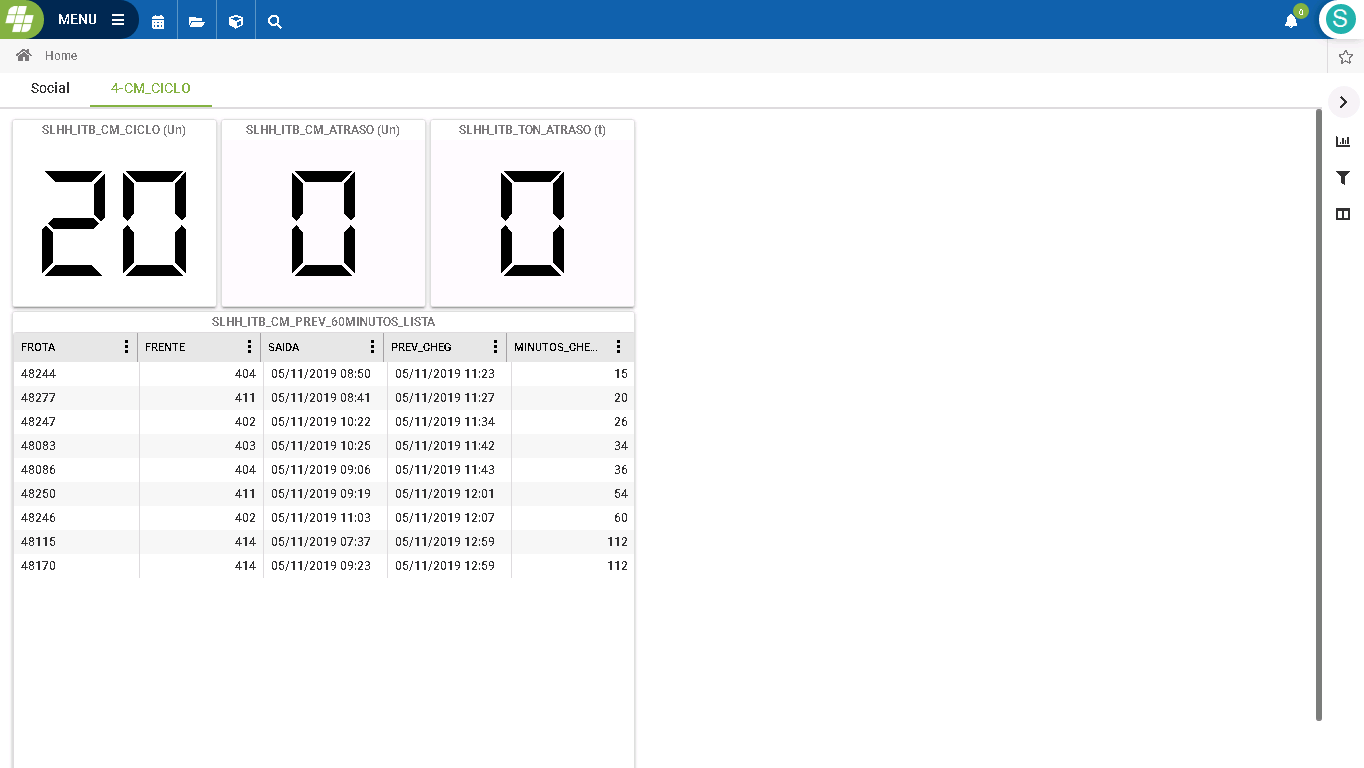 MENU
0
S
Home
Social 4-CM_CICLO
SLHH_ITB_CM_CICLO (Un) SLHH_ITB_CM_ATRASO (Un) SLHH_ITB_TON_ATRASO (t)
20 0 0
SLHH_ITB_CM_PREV_60MINUTOS_LISTA
FROTA FRENTE SAIDA PREV_CHEG MINUTOS_CHE...
48244 404 05/11/2019 08:50 05/11/2019 11:23 15
48277 411 05/11/2019 08:41 05/11/2019 11:27 20
48247 402 05/11/2019 10:22 05/11/2019 11:34 26
48083 403 05/11/2019 10:25 05/11/2019 11:42 34
48086 404 05/11/2019 09:06 05/11/2019 11:43 36
48250 411 05/11/2019 09:19 05/11/2019 12:01 54
48246 402 05/11/2019 11:03 05/11/2019 12:07 60
48115 414 05/11/2019 07:37 05/11/2019 12:59 112
48170 414 05/11/2019 09:23 05/11/2019 12:59 112